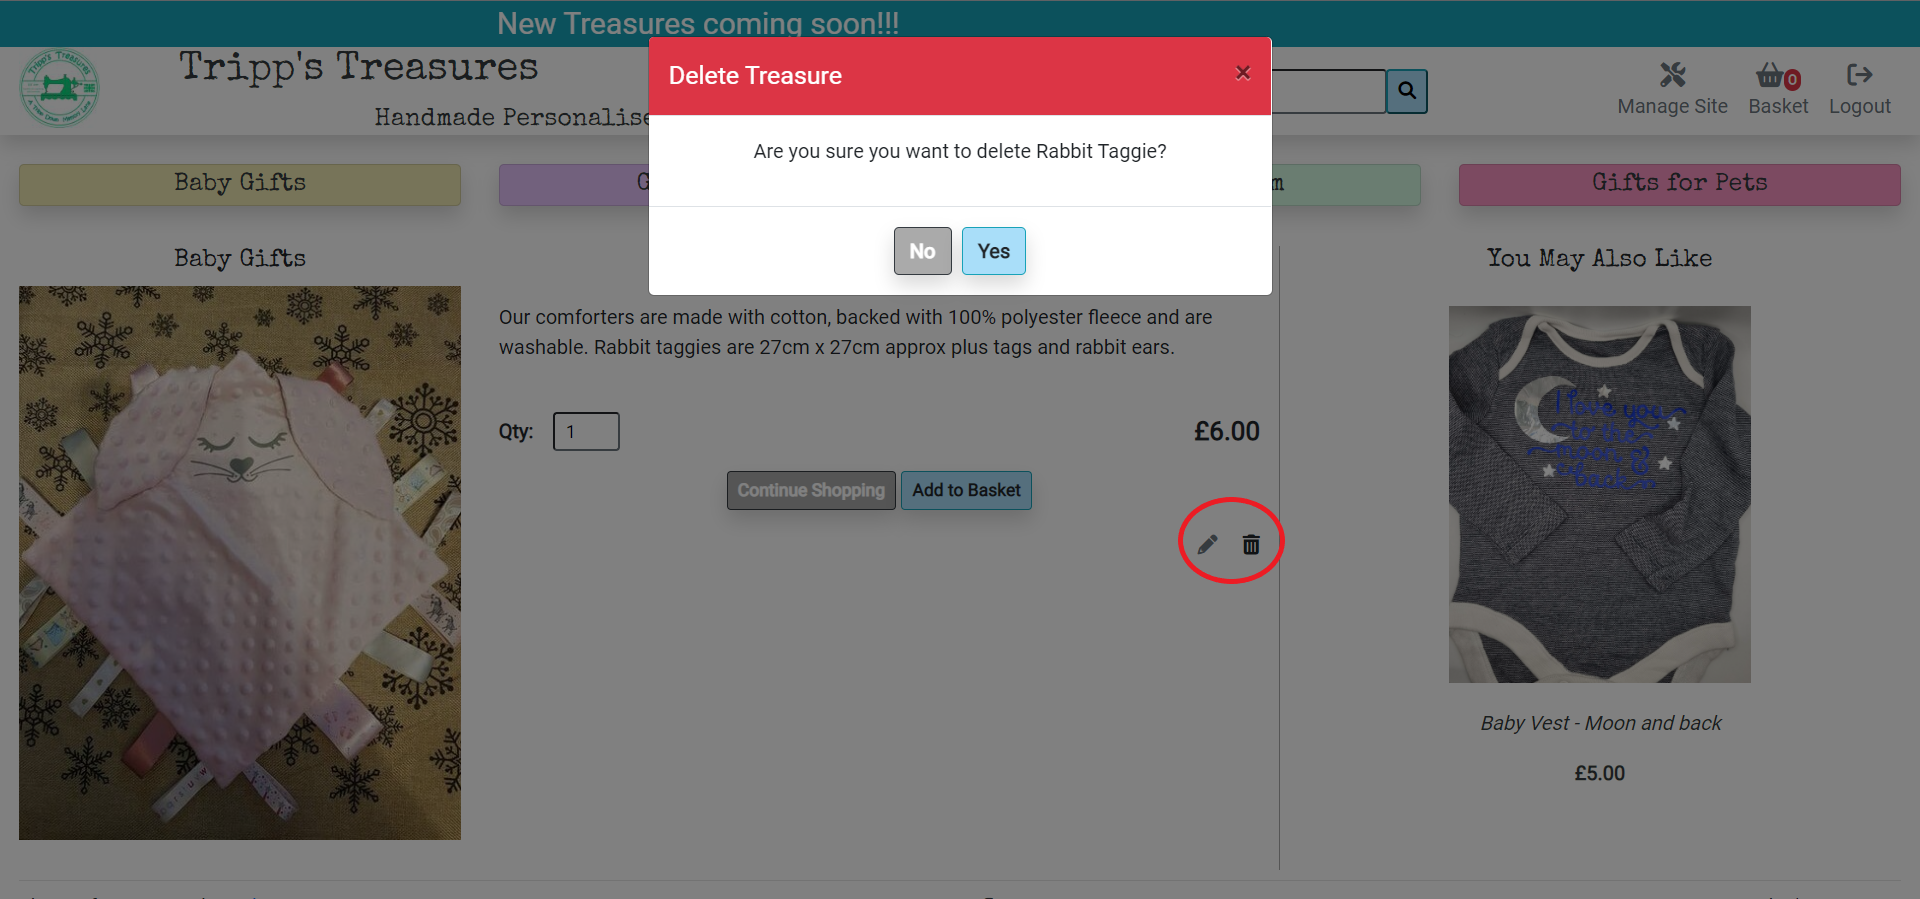 New Treasures coming soon!!!
Tripp's Treasures
Tripp's Treasures
Handmade Personalise
Delete Treasure
×
Are you sure you want to delete Rabbit Taggie?
No
Yes
0
Manage Site
Basket
Logout
Baby Gifts
G
m
Gifts for Pets
Baby Gifts
Our comforters are made with cotton, backed with 100% polyester fleece and are
washable. Rabbit taggies are 27cm x 27cm approx plus tags and rabbit ears.
Qty:
1
£6.00
Continue Shopping
Add to Basket
You May Also Like
I love you
to the
moon
& back
Baby Vest - Moon and back
£5.00